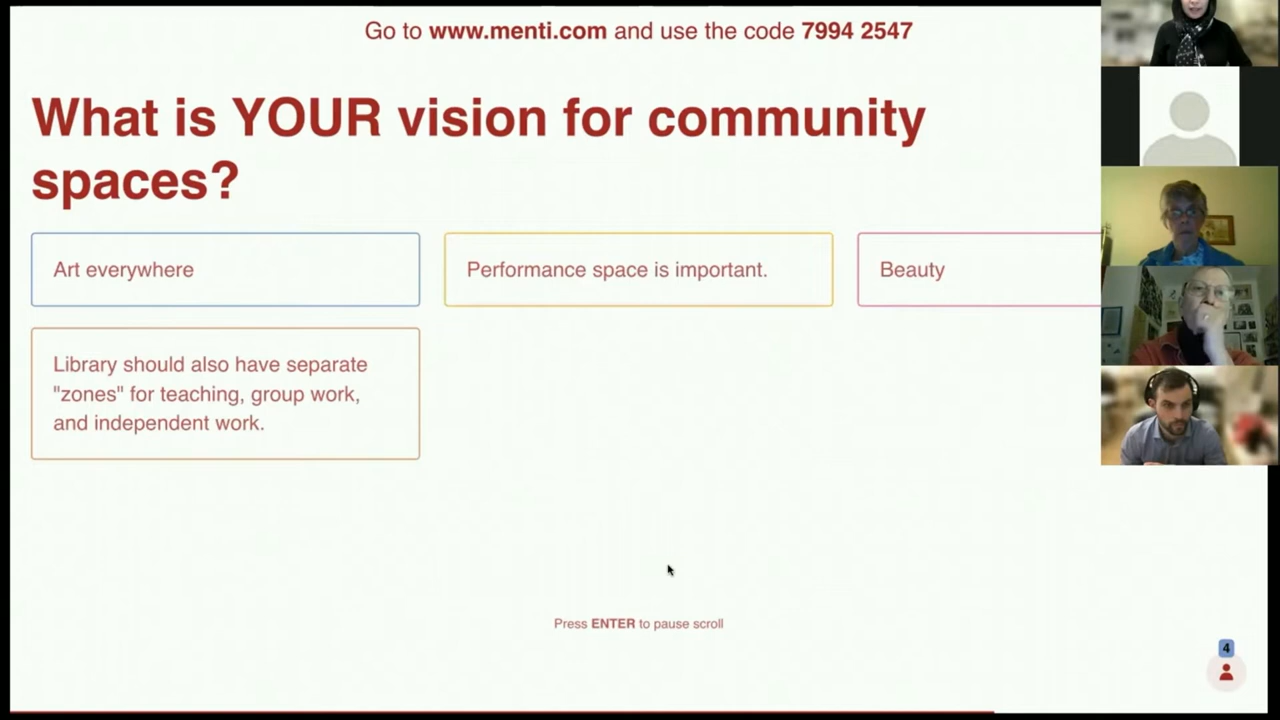 Go to www.menti.com and use the code 7994 2547
What is YOUR vision for community
spaces?
Art everywhere
Performance space is important.
Beauty
Library should also have separate
"zones" for teaching, group work,
and independent work.
Press ENTER to pause scroll
4